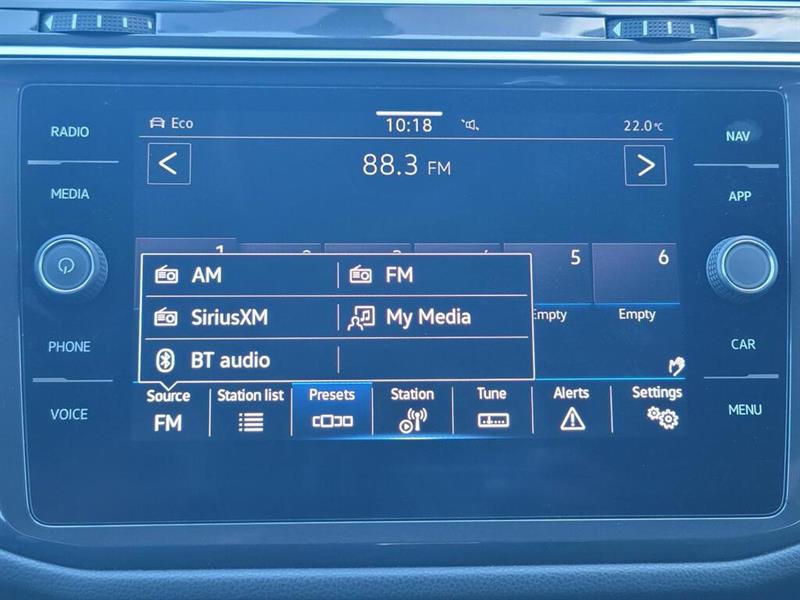 RADIO
MEDIA
PHONE
VOICE
Eco
10:18
22.0°C
88.3 FM
1
5
6
AM
FM
SiriusXM
My Media
BT audio
Empty
Empty
Source
FM
Station list
Presets
Station
Tune
Alerts
Settings
NAV
APP
CAR
MENU